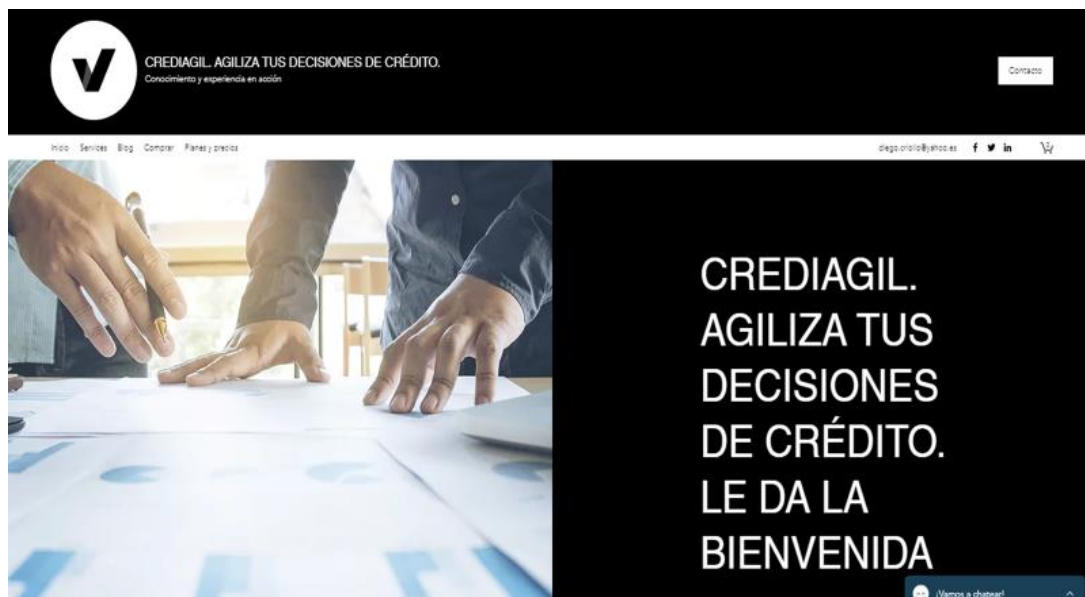 CREDIAGIL. AGILIZA TUS DECISIONES DE CRÉDITO.
Conocimiento y experiencia en acción
Contacto
Inicio Services Blog Comprar Planes y precios
diego.criollo@yahoo.es
CREDIAGIL.
AGILIZA TUS
DECISIONES
DE CRÉDITO.
LE DA LA
BIENVENIDA
¡Vamos a chatear!